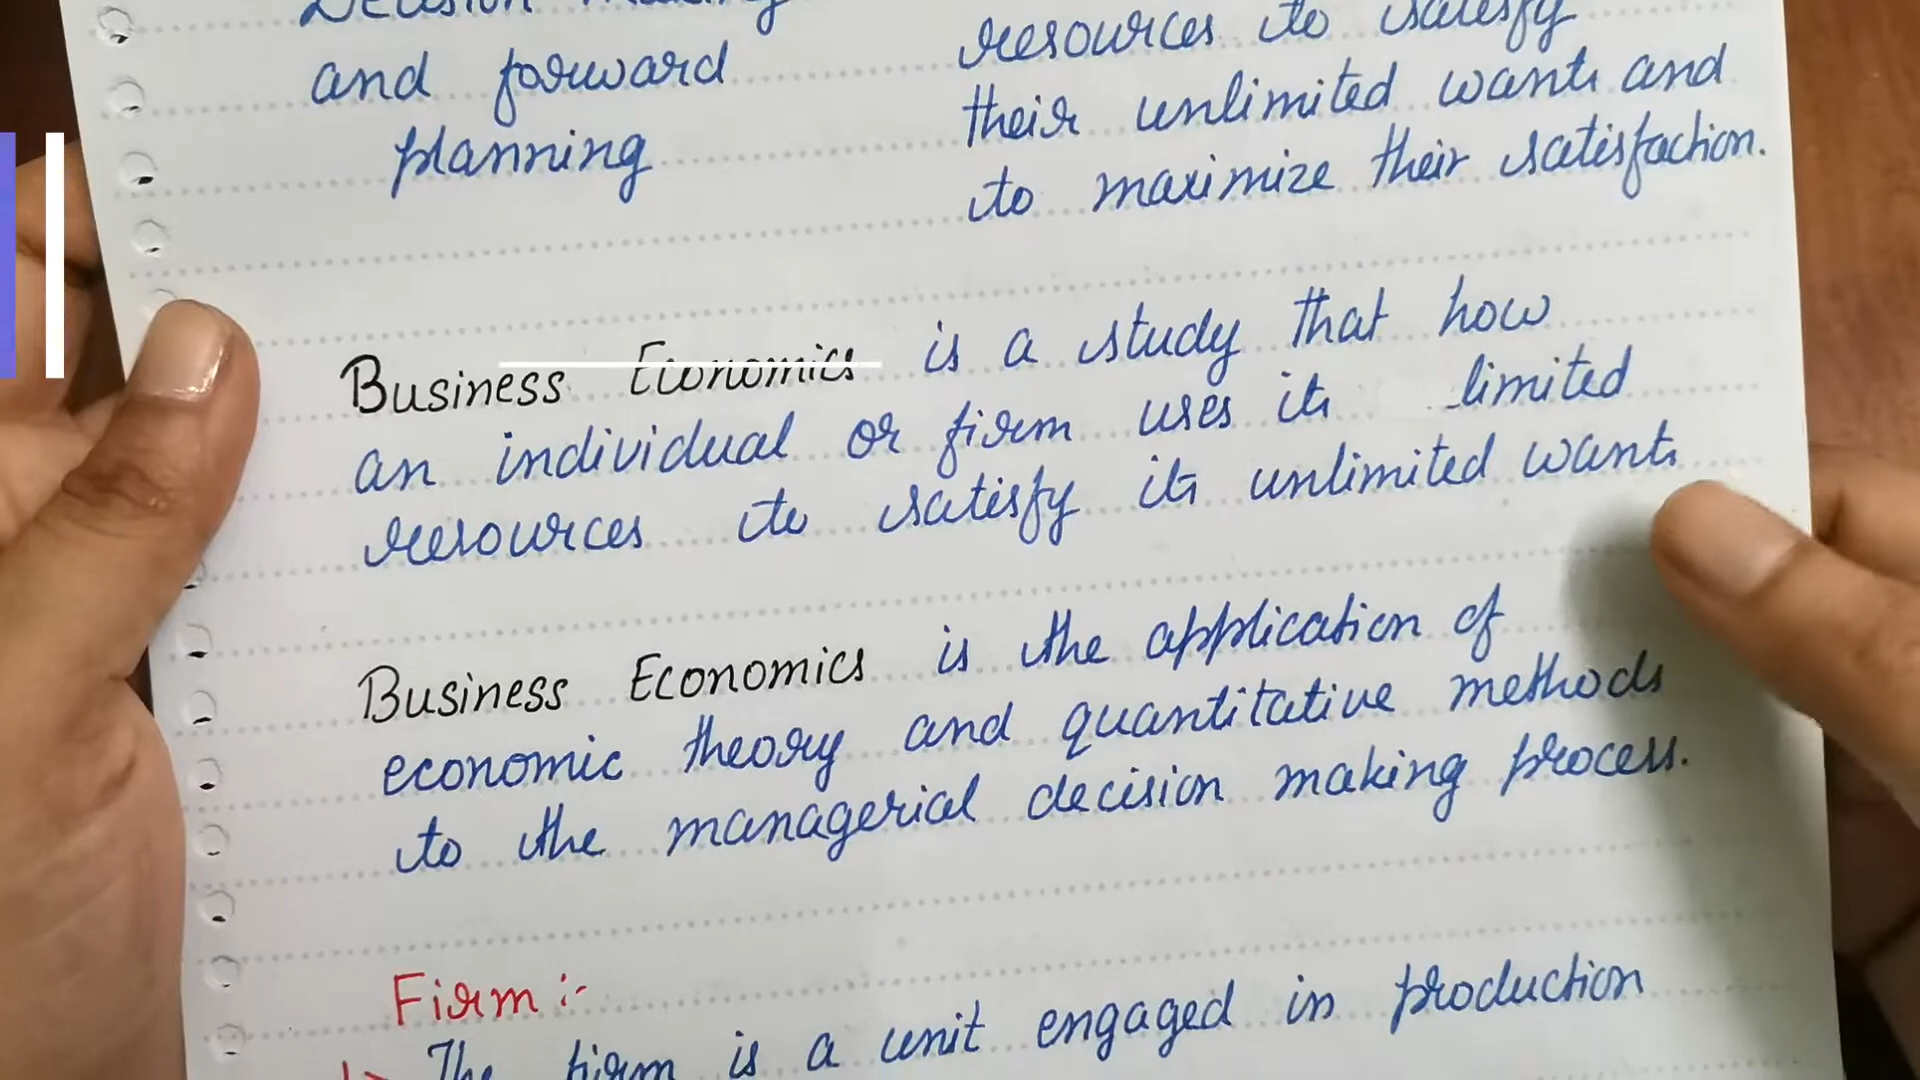 Decision Making
and forward
planning
resources to satisfy
their unlimited wants and
to maximize their satisfaction.
Business Economics is a study that how
an individual or firm uses its limited
resources to satisfy its unlimited wants
Business Economics is the application of
economic theory and quantitative methods
to the managerial decision making process.
Firm :-
The firm is a unit engaged in production